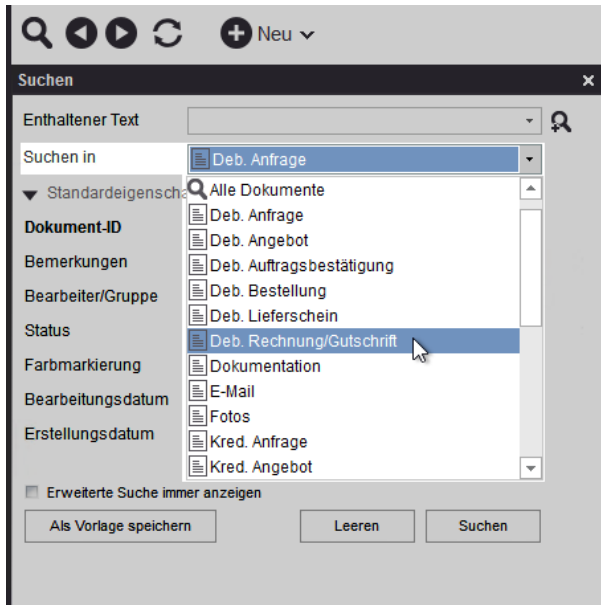 Neu
Suchen
Enthaltener Text
Suchen in
Deb. Anfrage
Standardeigenscha
Alle Dokumente
Deb. Anfrage
Dokument-ID
Deb. Angebot
Bemerkungen
Deb. Auftragsbestätigung
Bearbeiter/Gruppe
Deb. Bestellung
Deb. Lieferschein
Status
Deb. Rechnung/Gutschrift
Farbmarkierung
Dokumentation
Bearbeitungsdatum
E-Mail
Fotos
Erstellungsdatum
Kred. Anfrage
Kred. Angebot
Erweiterte Suche immer anzeigen
Als Vorlage speichern
Leeren
Suchen